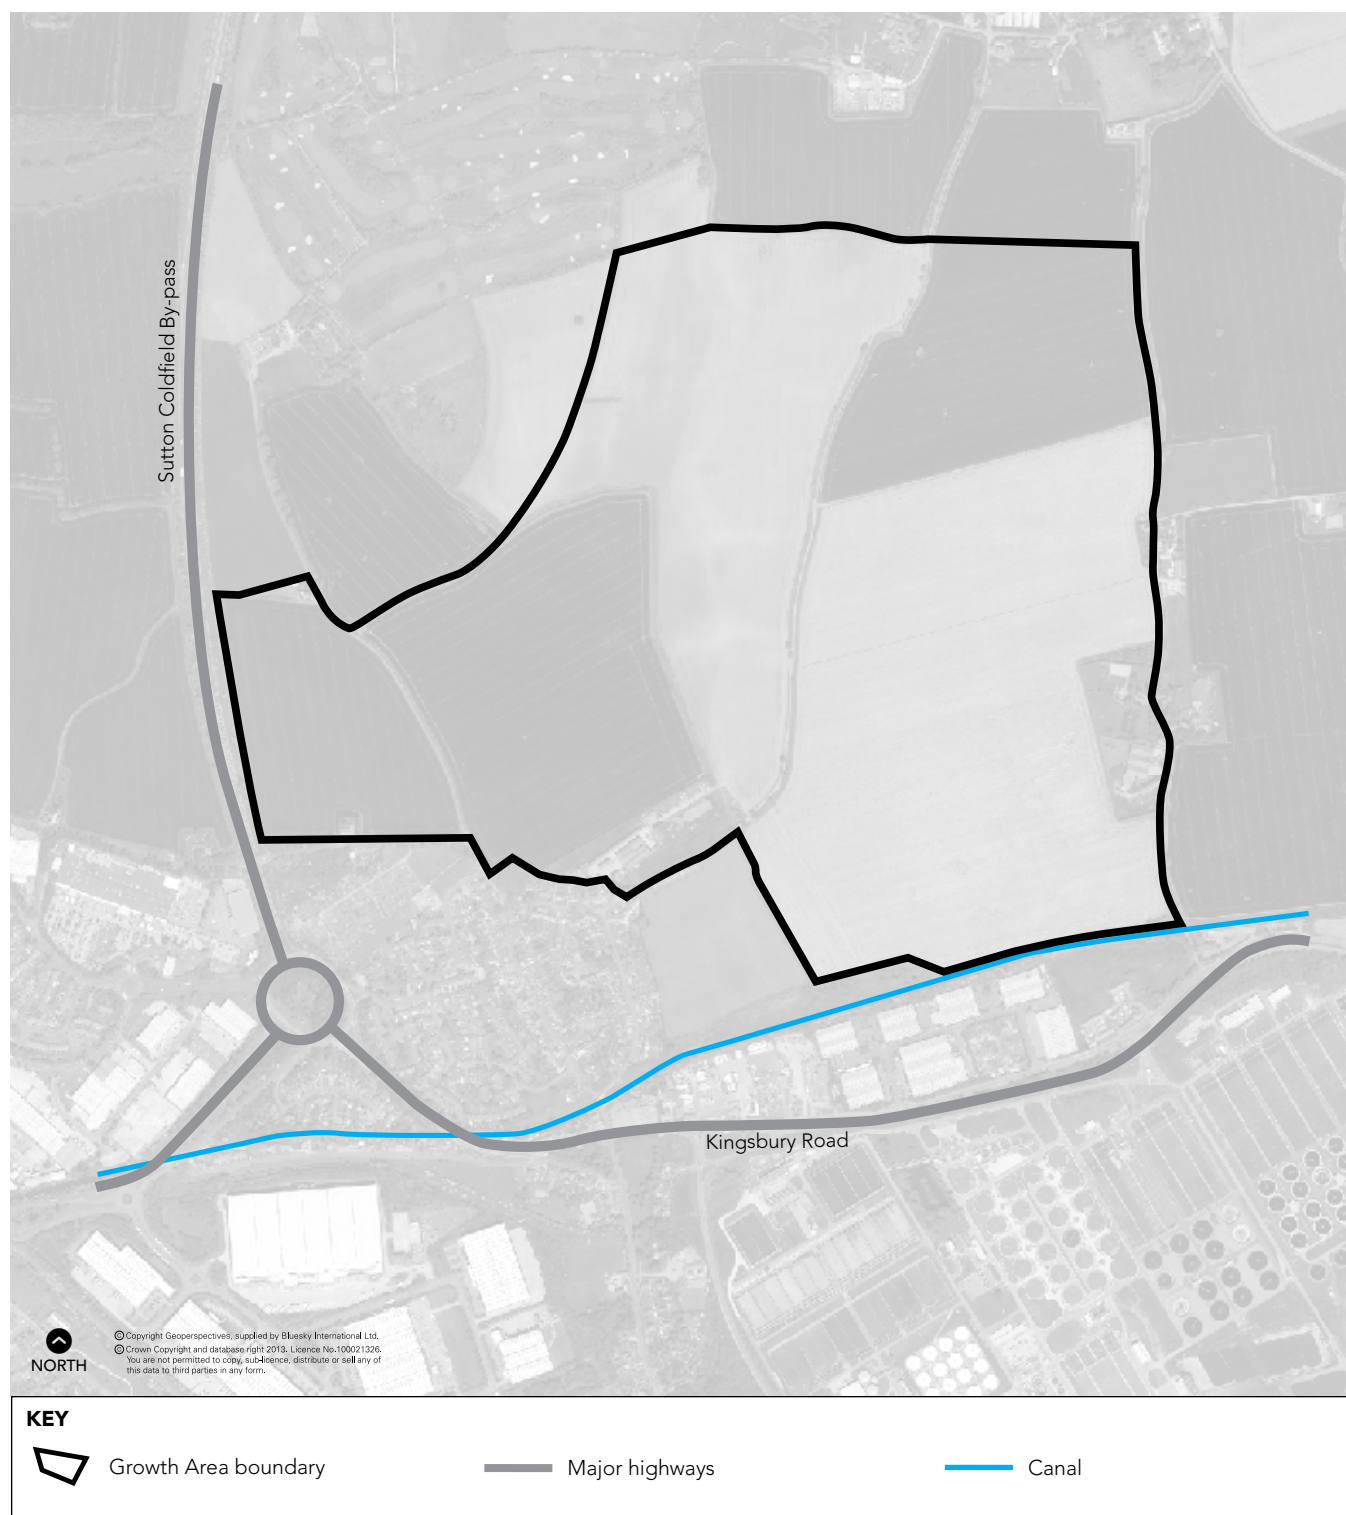 Sutton Coldfield By-pass
Kingsbury Road
NORTH
© Copyright Geoperspectives, supplied by Bluesky International Ltd.
© Crown Copyright and database right 2013. Licence No.100021326.
You are not permitted to copy, sub-licence, distribute or sell any of
this data to third parties in any form.
KEY
Growth Area boundary
Major highways
Canal